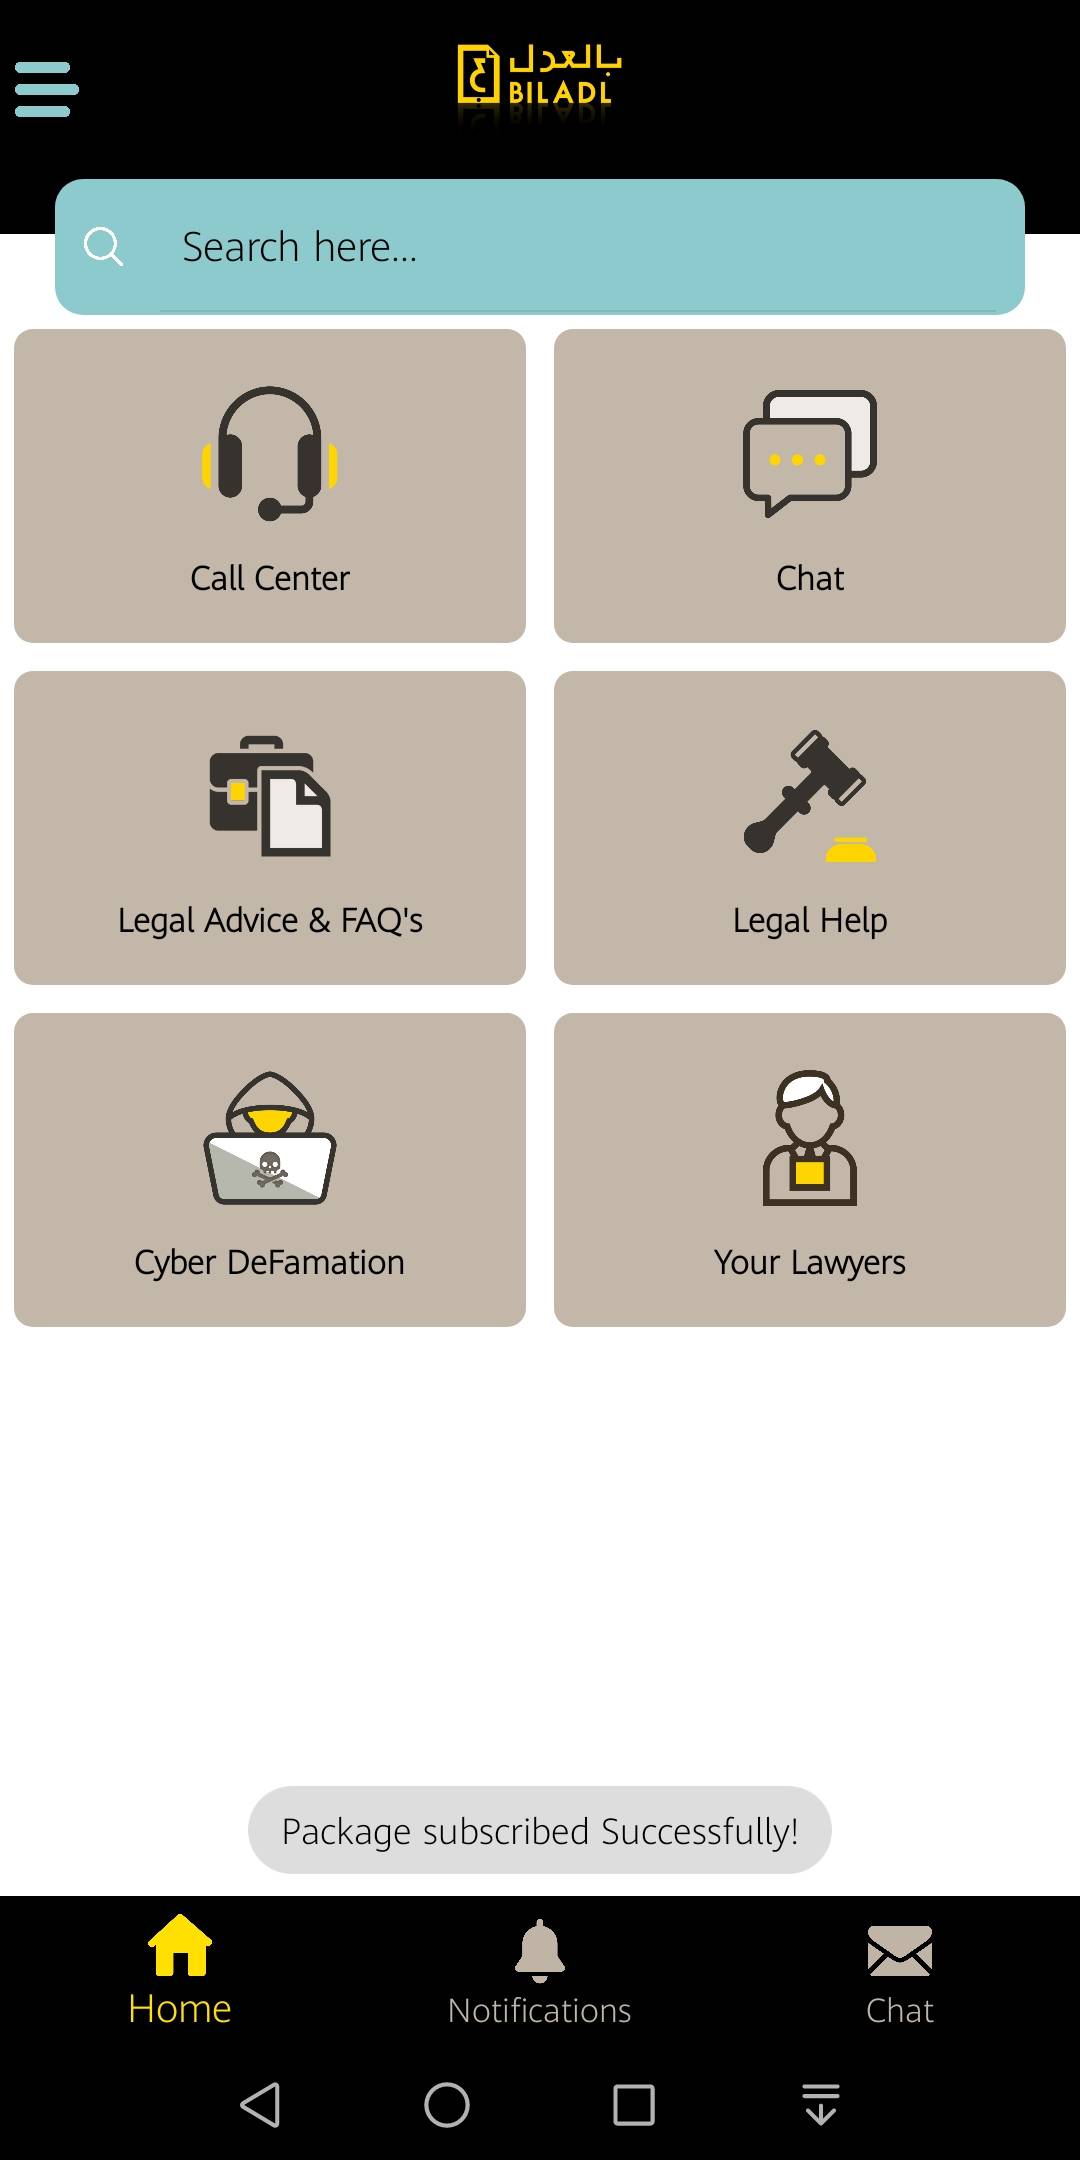 بالعدل
BILADL
Search here...
Call Center
Chat
Legal Advice & FAQ's
Legal Help
Cyber DeFamation
Your Lawyers
Package subscribed Successfully!
Home
Notifications
Chat